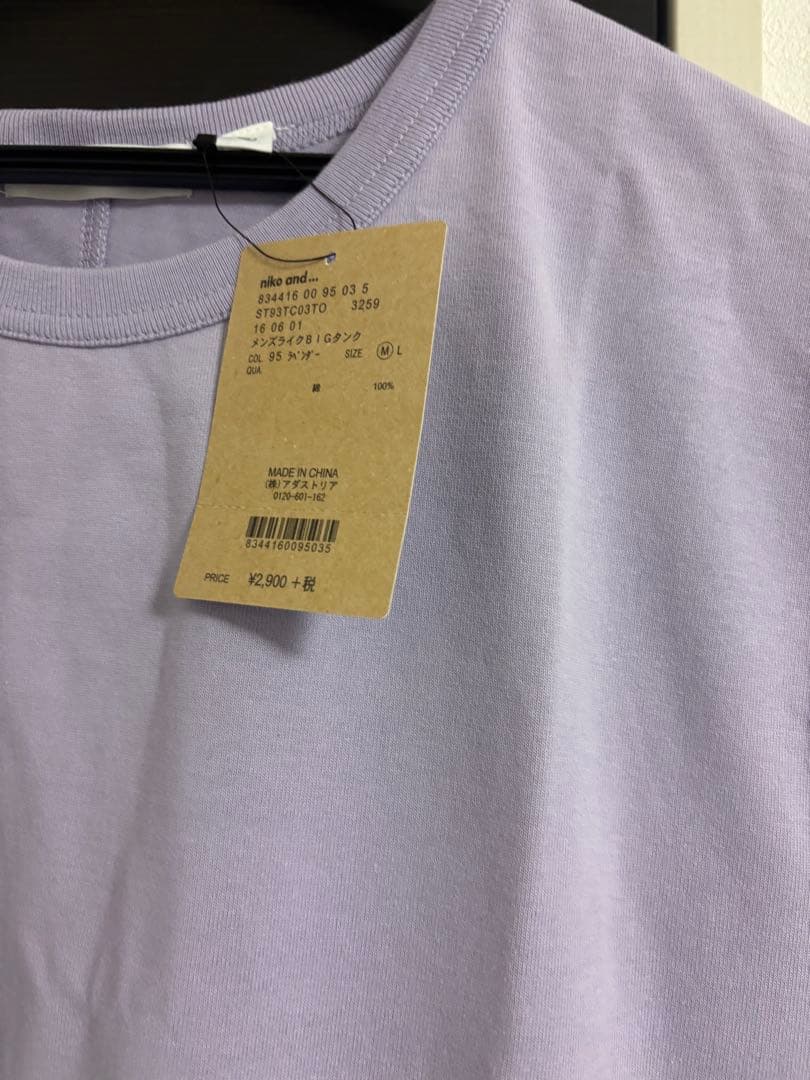 niko and...
834416 00 95 03 5
ST93TC03TO 3259
16 06 01
メンズライクBIGタンク
COL 95 ラベンダー SIZE M L
QUA
綿 100%
MADE IN CHINA
(株)アダストリア
0120-601-162
8344160095035
PRICE ¥2,900 +税